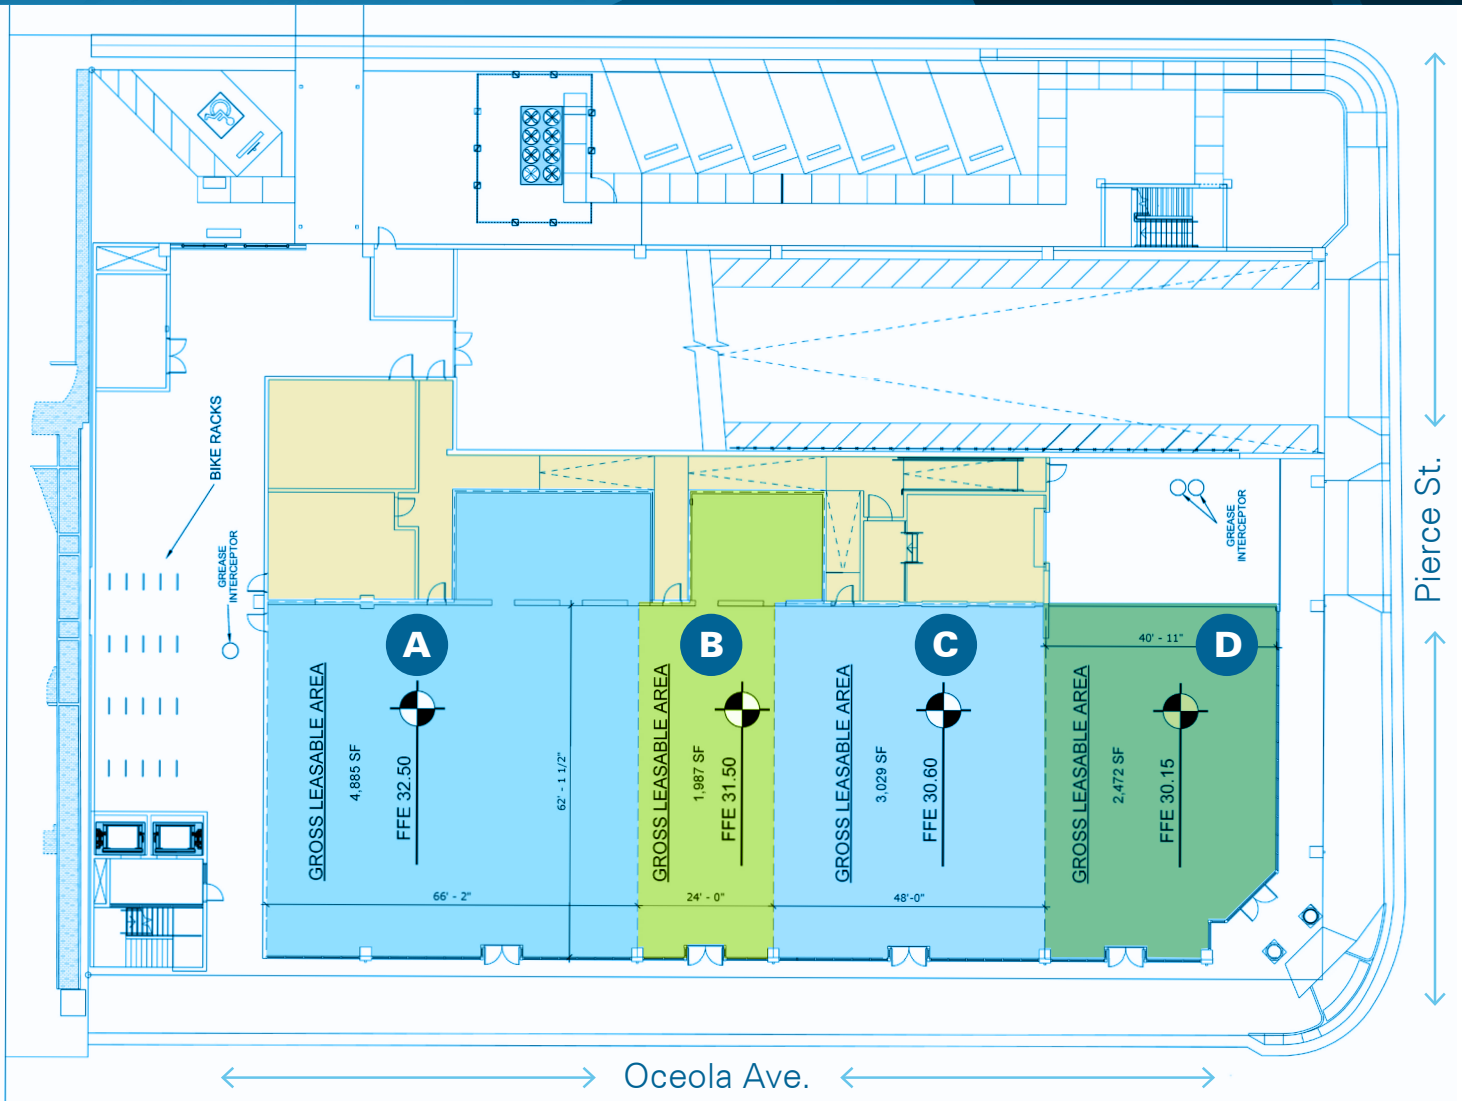 BIKE RACKS
GREASE
INTERCEPTOR
GREASE
INTERCEPTOR
Pierce St.
A
GROSS LEASABLE AREA
4,885 SF
FFE 32.50
62' - 1 1/2"
66' - 2"
B
GROSS LEASABLE AREA
1,987 SF
FFE 31.50
24' - 0"
C
GROSS LEASABLE AREA
3,029 SF
FFE 30.60
48'-0"
D
40' - 11"
GROSS LEASABLE AREA
2,472 SF
FFE 30.15
Oceola Ave.